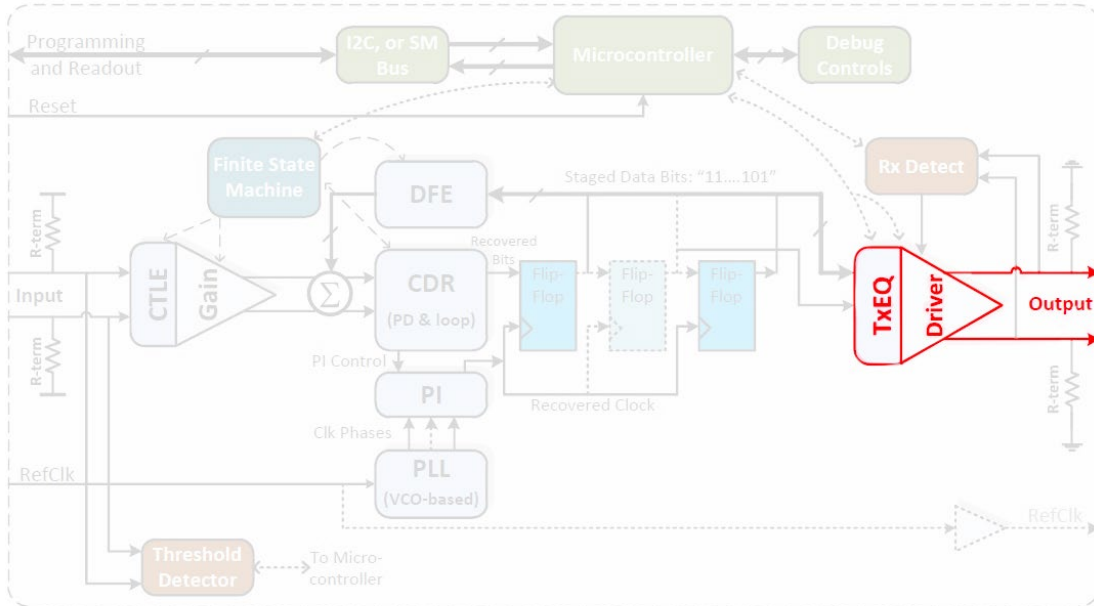 Programming
and Readout
I2C, or SM
Bus
Microcontroller
Debug
Controls
Reset
Finite State
Machine
DFE
Staged Data Bits: “11....101”
Rx Detect
R-term
R-term
Input
CTLE
Gain
Σ
CDR
(PD & loop)
Recovered
Bits
Flip-
Flop
Flip-
Flop
Flip-
Flop
TxEQ
Driver
Output
R-term
R-term
PI Control
PI
Recovered Clock
Clk Phases
RefClk
PLL
(VCO-based)
RefClk
Threshold
Detector
To Micro-
controller